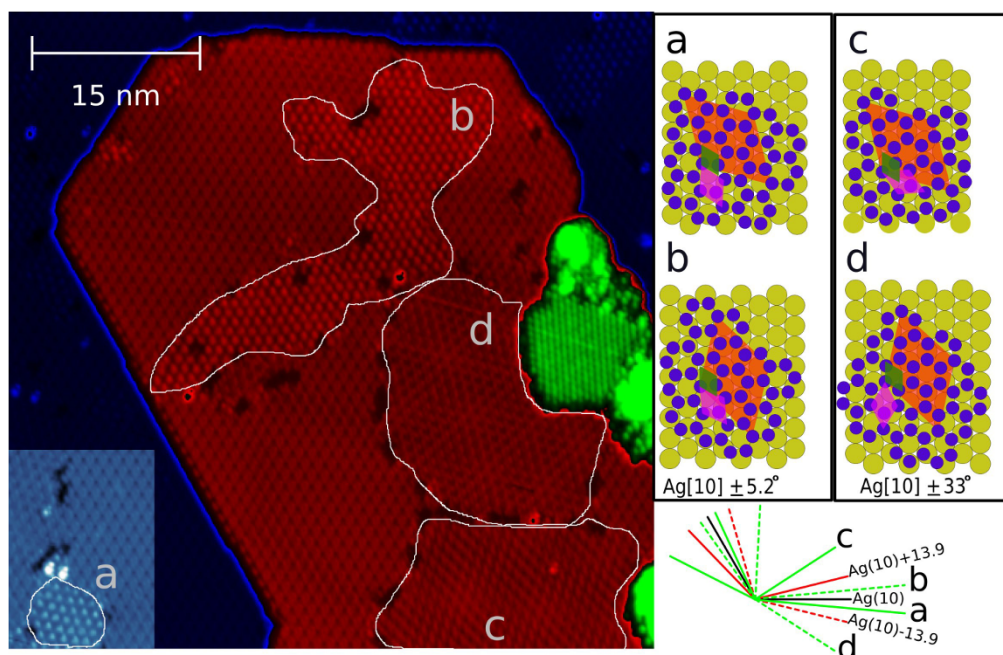 15 nm
b
d
a
c
a
c
b
d
Ag[10] ±5.2°
Ag[10] ±33°
c
Ag(10)+13.9
b
Ag(10)
a
Ag(10)-13.9
d